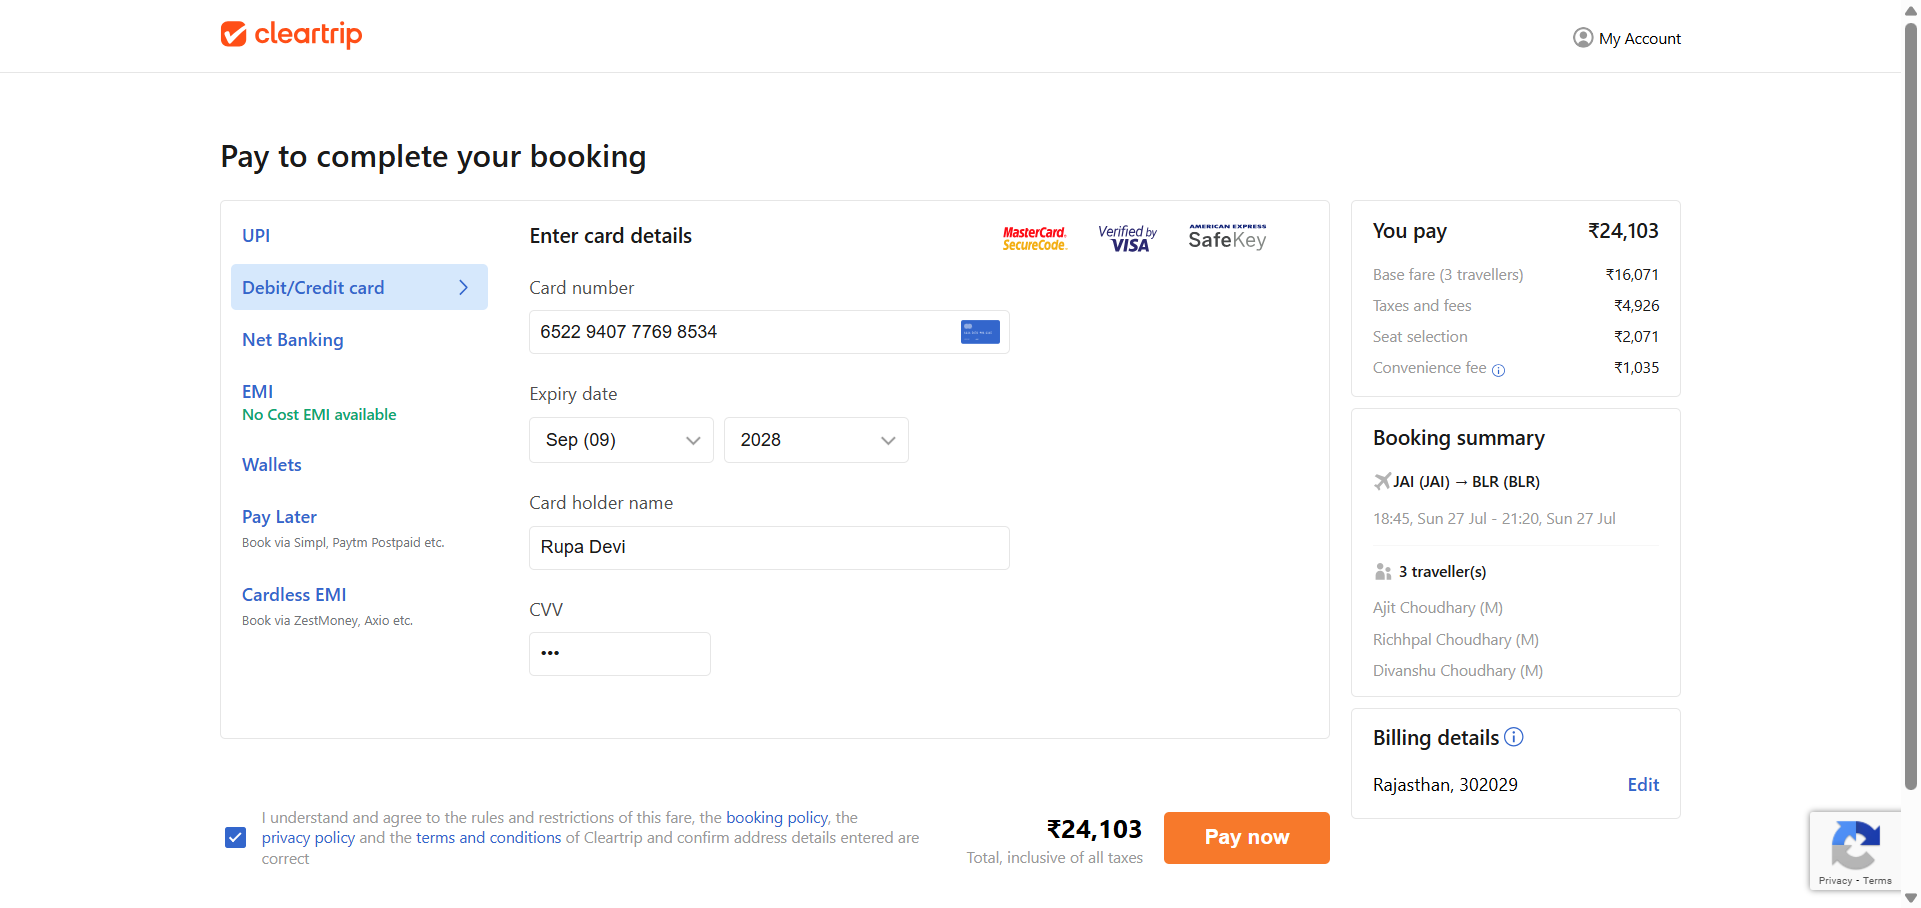 cleartrip
My Account
Pay to complete your booking
UPI
Debit/Credit card
Net Banking
EMI
No Cost EMI available
Wallets
Pay Later
Book via Simpl, Paytm Postpaid etc.
Cardless EMI
Book via ZestMoney, Axio etc.
Enter card details
MasterCard.
SecureCode.
Verified by
VISA
AMERICAN EXPRESS
SafeKey
Card number
6522 9407 7769 8534
Expiry date
Sep (09)
2028
Card holder name
Rupa Devi
CVV
•••
You pay ₹24,103
Base fare (3 travellers) ₹16,071
Taxes and fees ₹4,926
Seat selection ₹2,071
Convenience fee ₹1,035
Booking summary
JAI (JAI) → BLR (BLR)
18:45, Sun 27 Jul - 21:20, Sun 27 Jul
3 traveller(s)
Ajit Choudhary (M)
Richhpal Choudhary (M)
Divanshu Choudhary (M)
Billing details
Rajasthan, 302029 Edit
I understand and agree to the rules and restrictions of this fare, the booking policy, the
privacy policy and the terms and conditions of Cleartrip and confirm address details entered are
correct
₹24,103
Total, inclusive of all taxes
Pay now
Privacy - Terms